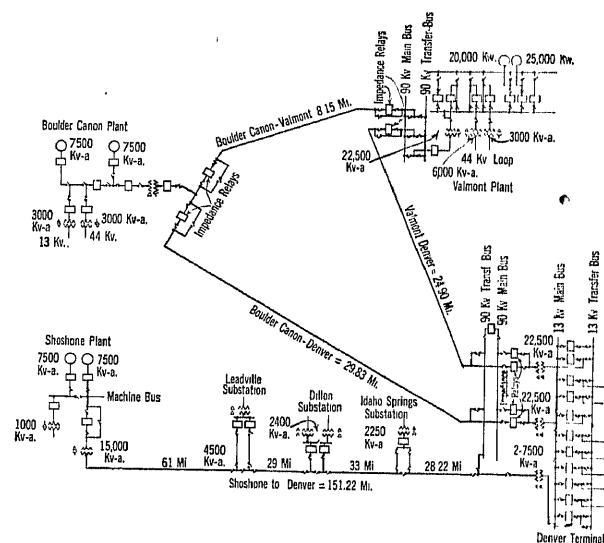 20,000 Kw.
25,000 Kw.
Impedance Relays
90 Kv Main Bus
90 Kv Transfer-Bus
Boulder Canon-Valmont 8.15 Mi.
Boulder Canon Plant
7500
Kv-a
7500
Kv-a.
Impedance Relays
22,500
Kv-a
6,000 Kv-a.
44 Kv Loop
3000 Kv-a.
Valmont Plant
3000
Kv-a
13 Kv.
3000
Kv-a.
44 Kv.
Valmont Denver = 24.90 Mi.
Boulder Canon-Denver = 29.83 Mi.
90 Kv Transf Bus
90 Kv Main Bus
13 Kv Main Bus
13 Kv Transfer Bus
22,500
Kv-a
Impedance
Relays
22,500
Kv-a.
2-7500
Kv-a
Shoshone Plant
7500
Kv-a
7500
Kv-a.
Machine Bus
1000
Kv-a
15,000
Kv-a.
Leadville
Substation
Dillon
Substation
Idaho Springs
Substation
4500
Kv-a.
2400
Kv-a.
2250
Kv-a
61 Mi
29 Mi
33 Mi
28 22 Mi
Shoshone to Denver = 151.22 Mi.
Denver Terminal